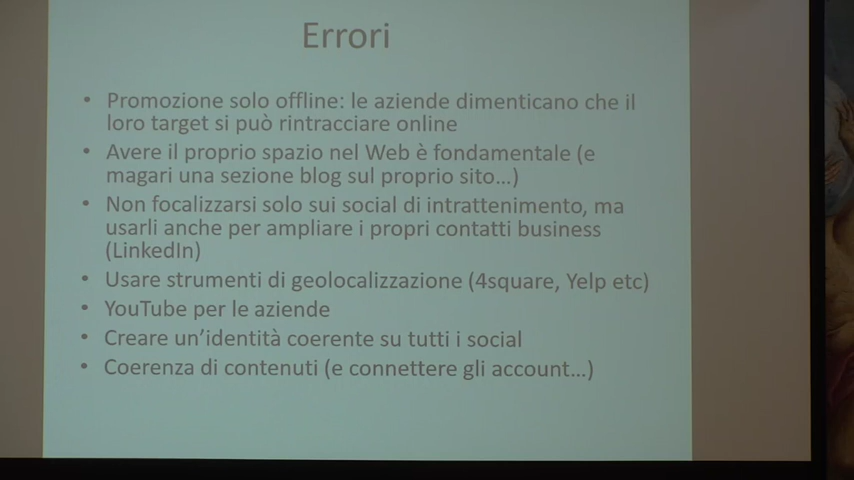 Errori
• Promozione solo offline: le aziende dimenticano che il
loro target si può rintracciare online
• Avere il proprio spazio nel Web è fondamentale (e
magari una sezione blog sul proprio sito…)
• Non focalizzarsi solo sui social di intrattenimento, ma
usarli anche per ampliare i propri contatti business
(LinkedIn)
• Usare strumenti di geolocalizzazione (4square, Yelp etc)
• YouTube per le aziende
• Creare un’identità coerente su tutti i social
• Coerenza di contenuti (e connettere gli account…)